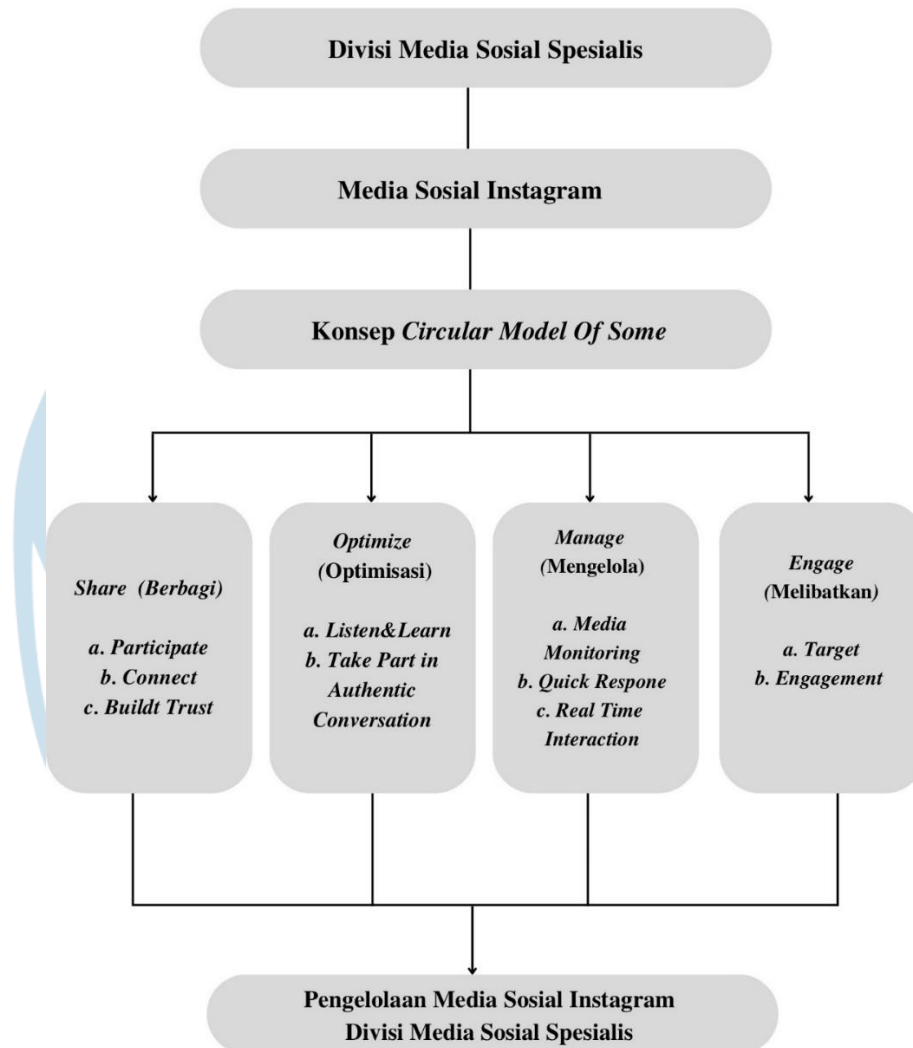 Divisi Media Sosial Spesialis
Media Sosial Instagram
Konsep Circular Model Of Some
Share (Berbagi)
a. Participate
b. Connect
c. Buildt Trust
Optimize
(Optimisasi)
a. Listen&Learn
b. Take Part in
Authentic
Conversation
Manage
(Mengelola)
a. Media
Monitoring
b. Quick Respone
c. Real Time
Interaction
Engage
(Melibatkan)
a. Target
b. Engagement
Pengelolaan Media Sosial Instagram
Divisi Media Sosial Spesialis